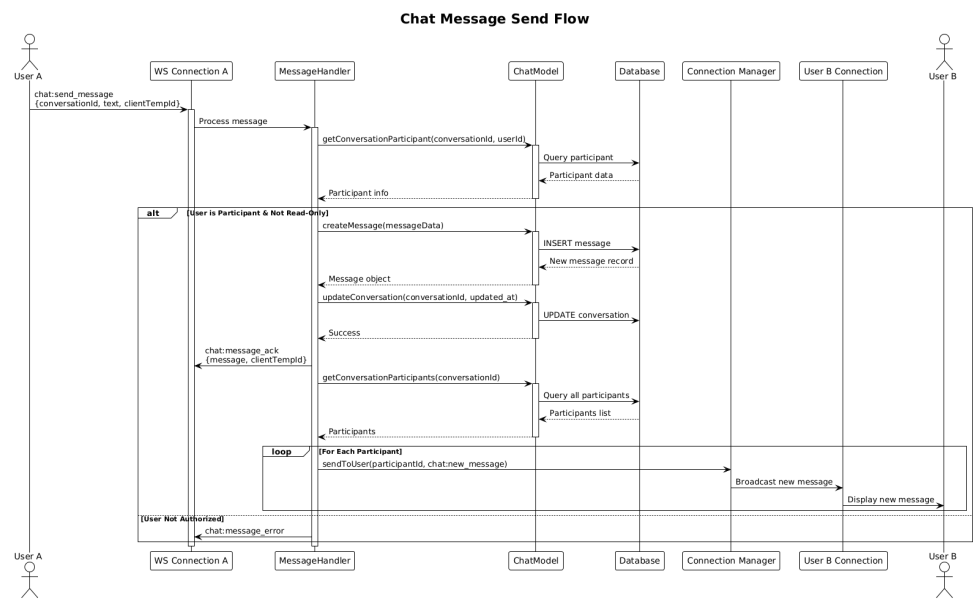 Chat Message Send Flow
User A
WS Connection A
MessageHandler
ChatModel
Database
Connection Manager
User B Connection
User B
chat:send_message
{conversationId, text, clientTempId}
Process message
getConversationParticipant(conversationId, userId)
Query participant
Participant data
Participant info
alt
[User is Participant & Not Read-Only]
createMessage(messageData)
INSERT message
New message record
Message object
updateConversation(conversationId, updated_at)
UPDATE conversation
Success
chat:message_ack
{message, clientTempId}
getConversationParticipants(conversationId)
Query all participants
Participants list
Participants
loop
[For Each Participant]
sendToUser(participantId, chat:new_message)
Broadcast new message
Display new message
[User Not Authorized]
chat:message_error
User A
WS Connection A
MessageHandler
ChatModel
Database
Connection Manager
User B Connection
User B